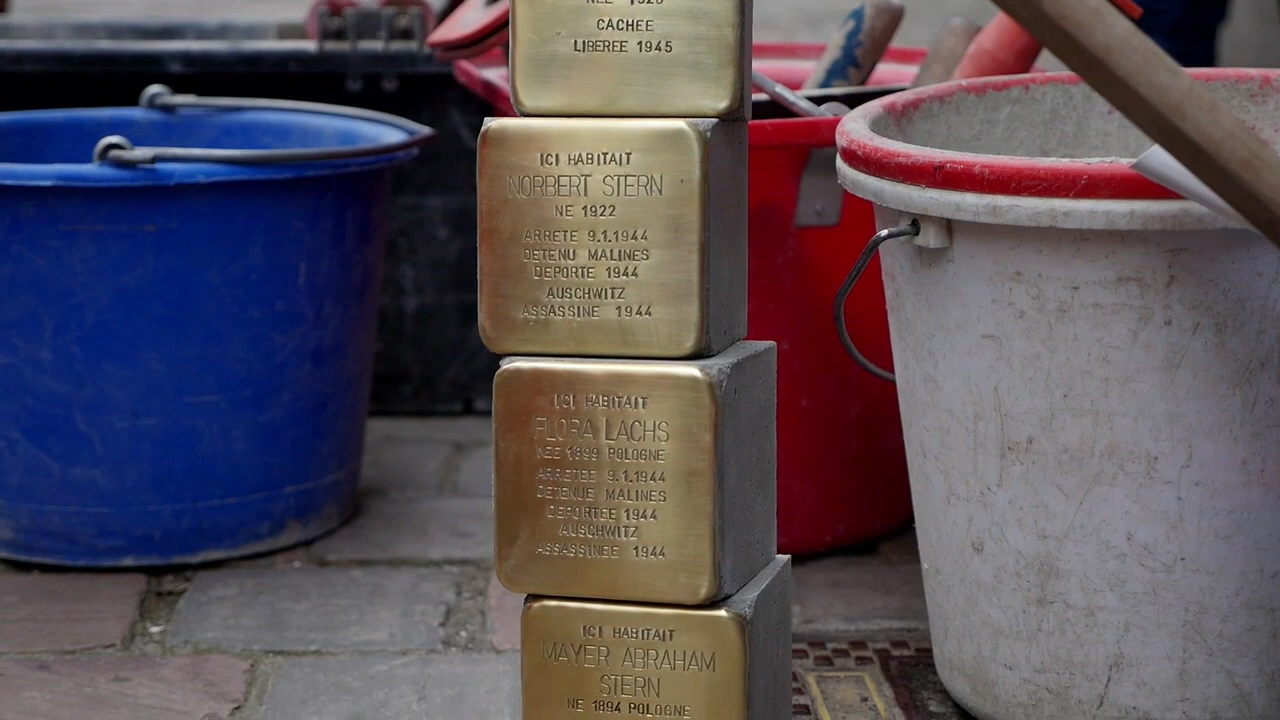 NEE 1928
CACHEE
LIBEREE 1945
ICI HABITAIT
NORBERT STERN
NE 1922
ARRETE 9.1.1944
DETENU MALINES
DEPORTE 1944
AUSCHWITZ
ASSASSINE 1944
ICI HABITAIT
FLORA LACHS
NEE 1899 POLOGNE
ARRETEE 9.1.1944
DETENUE MALINES
DEPORTEE 1944
AUSCHWITZ
ASSASSINEE 1944
ICI HABITAIT
MAYER ABRAHAM
STERN
NE 1894 POLOGNE